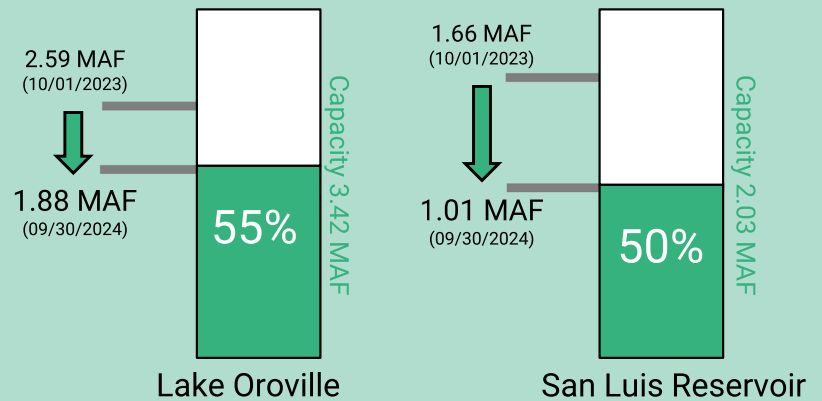 2.59 MAF
(10/01/2023)
1.88 MAF
(09/30/2024)
55%
Capacity 3.42 MAF
Lake Oroville
1.66 MAF
(10/01/2023)
1.01 MAF
(09/30/2024)
50%
Capacity 2.03 MAF
San Luis Reservoir